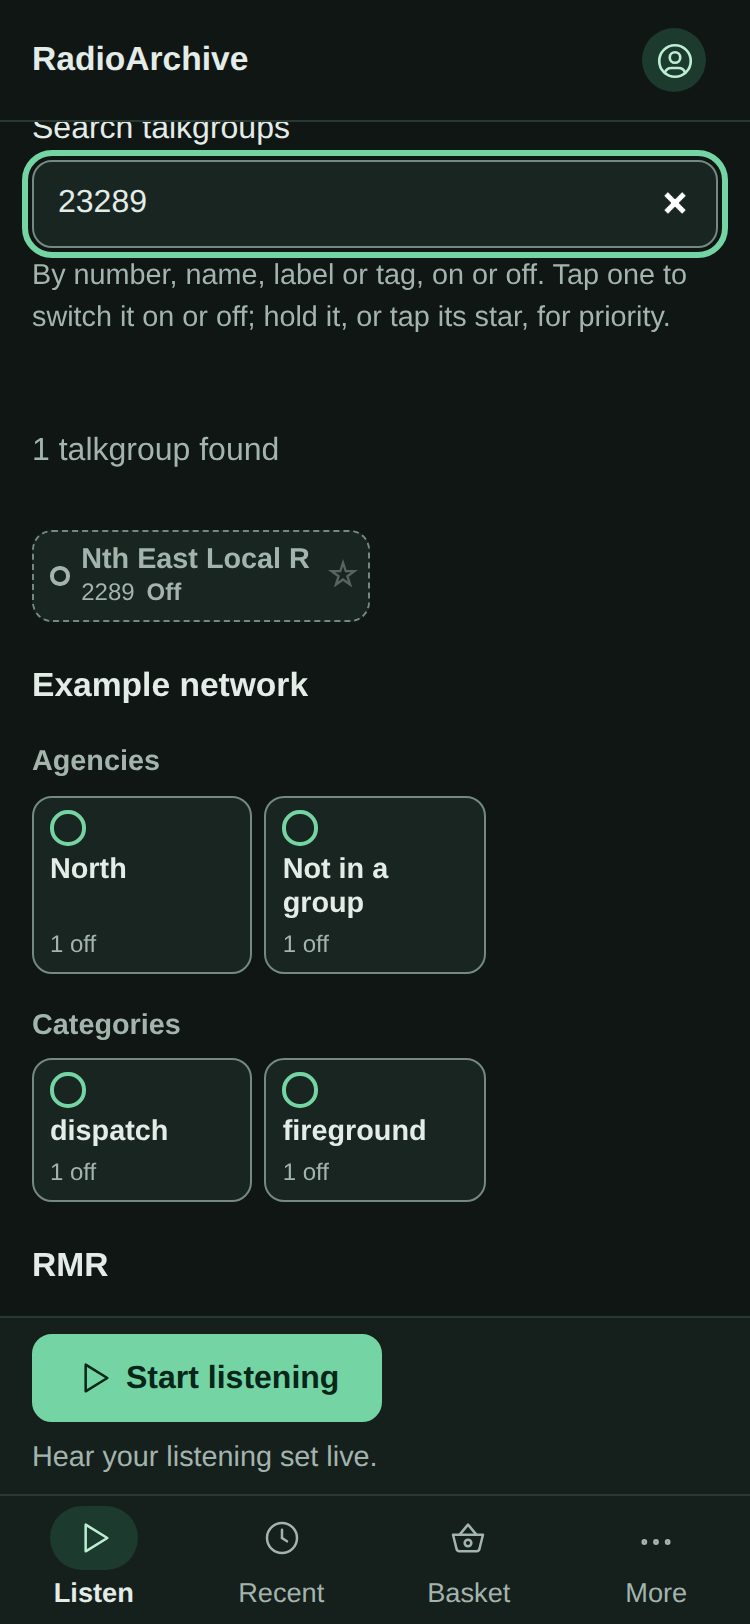 RadioArchive
Search talkgroups
23289
By number, name, label or tag, on or off. Tap one to
switch it on or off; hold it, or tap its star, for priority.
1 talkgroup found
Nth East Local R
2289 Off
Example network
Agencies
North
1 off
Not in a
group
1 off
Categories
dispatch
1 off
fireground
1 off
RMR
Start listening
Hear your listening set live.
Listen
Recent
Basket
More